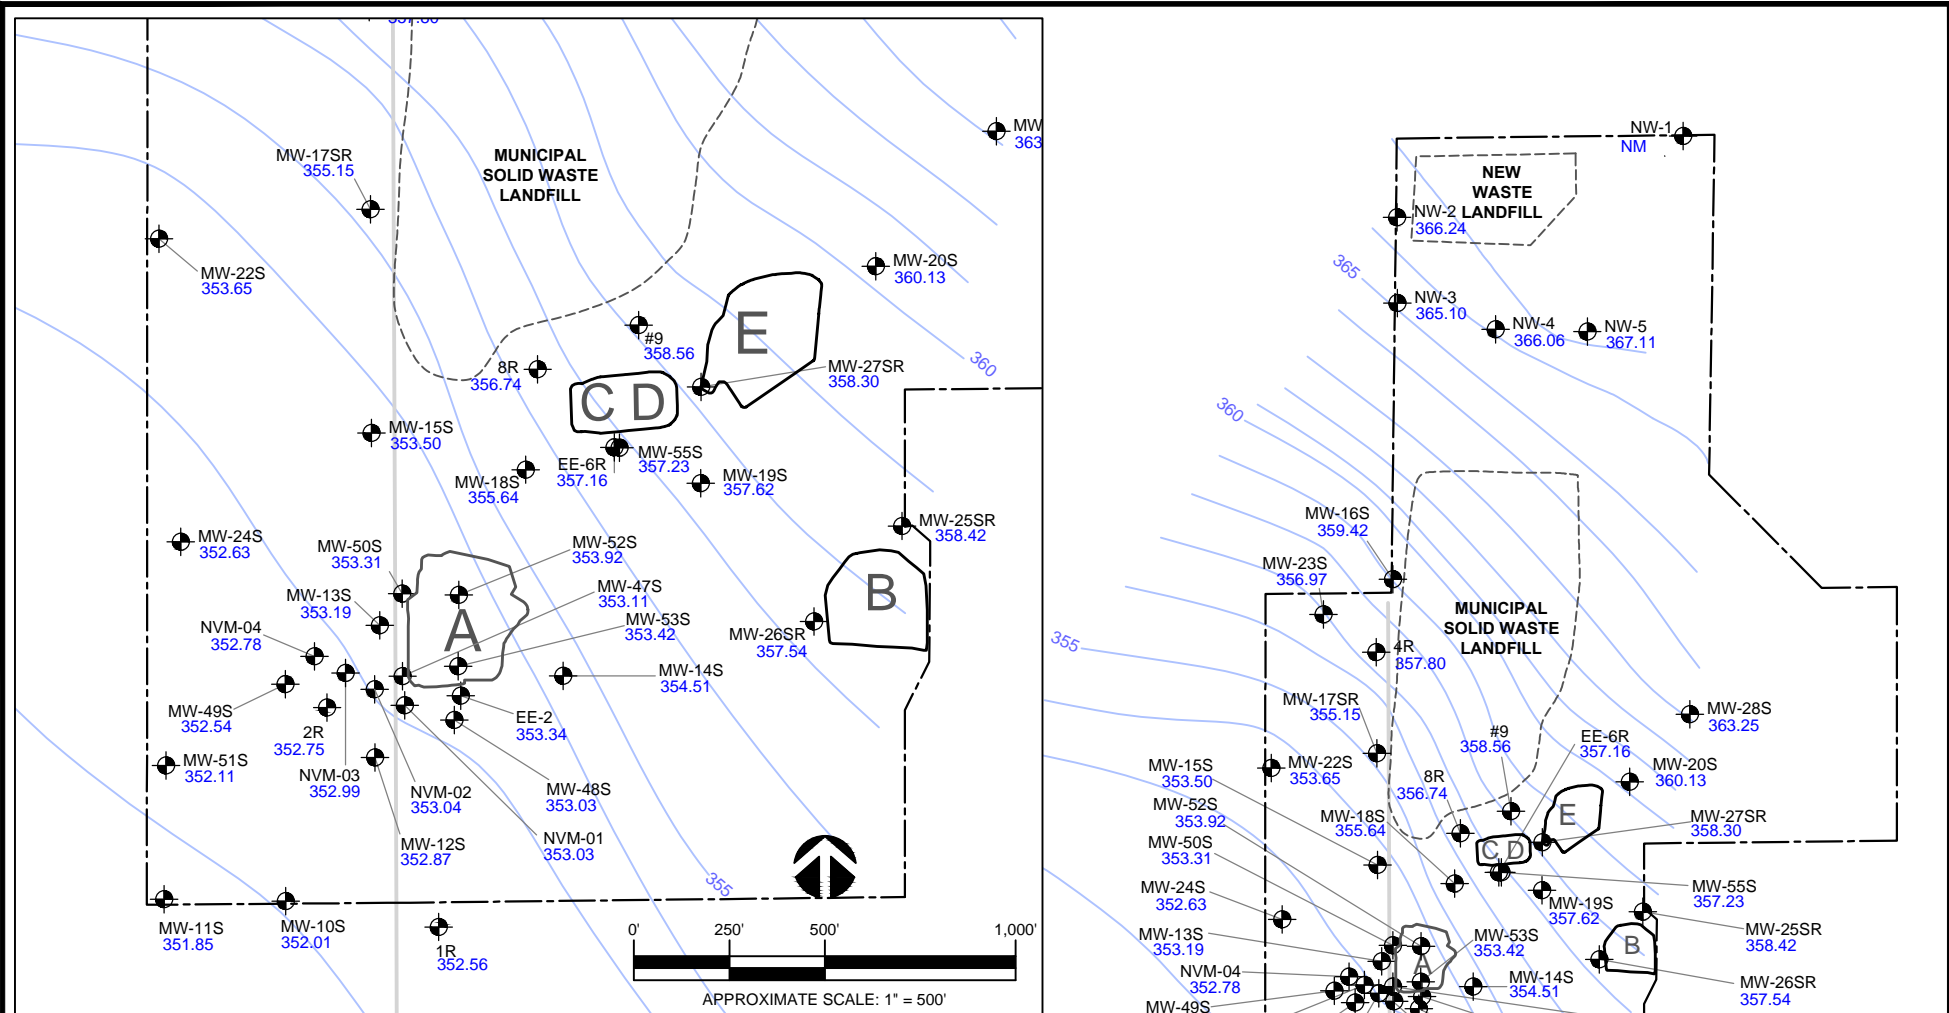 MW-17SR
355.15
MUNICIPAL
SOLID WASTE
LANDFILL
MW
363
MW-22S
353.65
MW-20S
360.13
E
#9
358.56
8R
356.74
360
MW-27SR
358.30
C D
MW-15S
353.50
MW-18S
355.64
EE-6R
357.16
MW-55S
357.23
MW-19S
357.62
MW-25SR
358.42
MW-24S
352.63
MW-50S
353.31
MW-52S
353.92
MW-47S
353.11
MW-53S
353.42
MW-13S
353.19
NVM-04
352.78
A
B
MW-26SR
357.54
MW-14S
354.51
MW-49S
352.54
2R
352.75
EE-2
353.34
MW-51S
352.11
NVM-03
352.99
NVM-02
353.04
MW-48S
353.03
MW-12S
352.87
NVM-01
353.03
355
MW-11S
351.85
MW-10S
352.01
1R
352.56
0' 250' 500' 1,000'
APPROXIMATE SCALE: 1" = 500'
NW-1
NM
NEW
WASTE
LANDFILL
NW-2
366.24
365
NW-3
365.10
NW-4
366.06
NW-5
367.11
360
MW-16S
359.42
MW-23S
356.97
MUNICIPAL
SOLID WASTE
LANDFILL
355
4R
357.80
MW-17SR
355.15
MW-28S
363.25
#9
358.56
EE-6R
357.16
MW-22S
353.65
MW-20S
360.13
MW-15S
353.50
8R
356.74
E
MW-52S
353.92
MW-18S
355.64
MW-27SR
358.30
MW-50S
353.31
C D
MW-24S
352.63
MW-55S
357.23
MW-19S
357.62
MW-25SR
358.42
MW-13S
353.19
MW-53S
353.42
B
A
NVM-04
352.78
MW-14S
354.51
MW-26SR
357.54
MW-49S